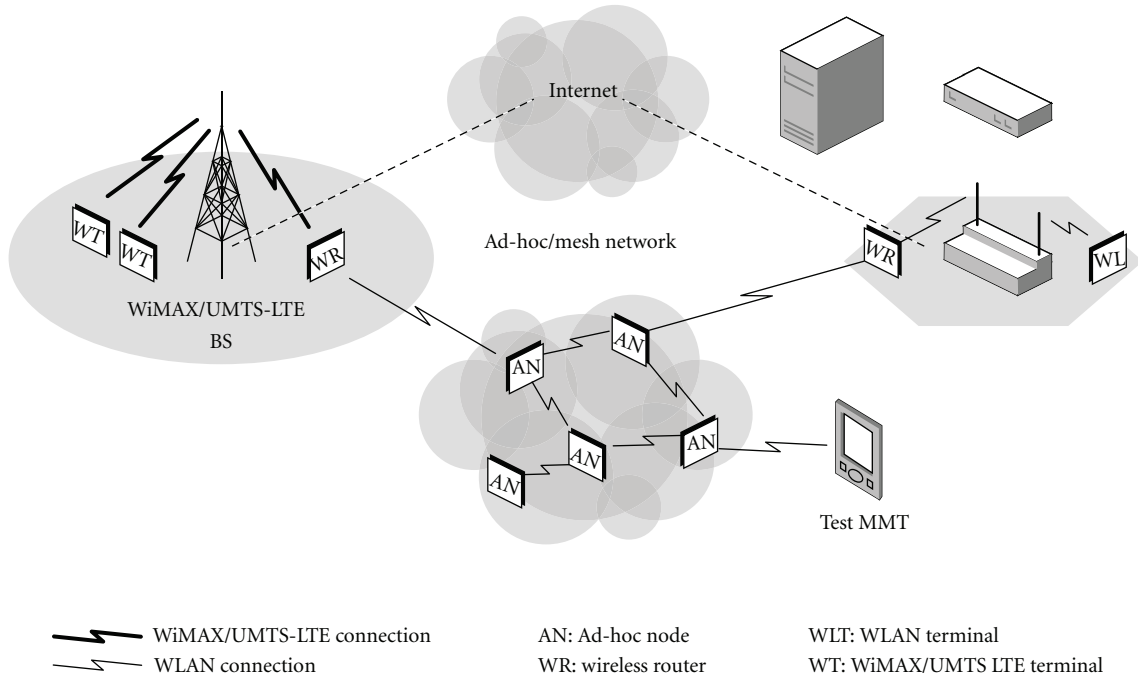 Internet
WT
WT
WR
Ad-hoc/mesh network
WR
WL
WiMAX/UMTS-LTE
BS
AN
AN
AN
AN
AN
Test MMT
WiMAX/UMTS-LTE connection
WLAN connection
AN: Ad-hoc node
WR: wireless router
WLT: WLAN terminal
WT: WiMAX/UMTS LTE terminal